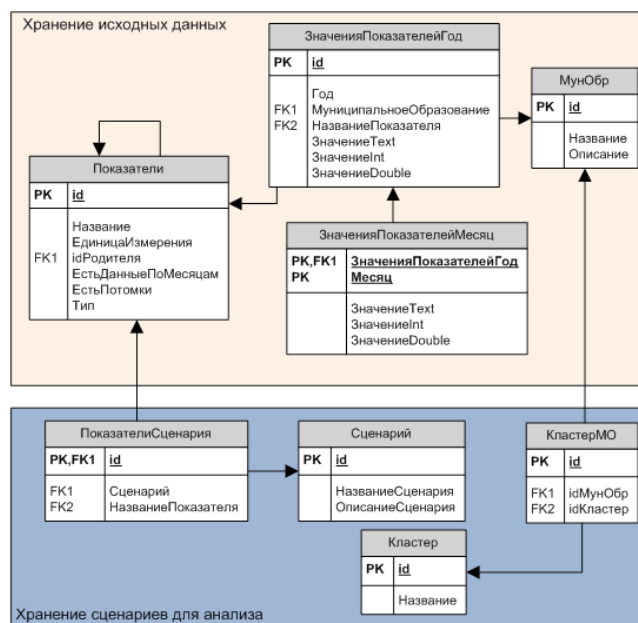 Хранение исходных данных
ЗначенияПоказателейГод
PK id
Год
FK1 МуниципальноеОбразование
FK2 НазваниеПоказателя
ЗначениеText
ЗначениеInt
ЗначениеDouble
МунОбр
PK id
Название
Описание
Показатели
PK id
Название
ЕдиницаИзмерения
FK1 idРодителя
ЕстьДанныеПоМесяцам
ЕстьПотомки
Тип
ЗначенияПоказателейМесяц
PK,FK1 ЗначенияПоказателейГод
PK Месяц
ЗначениеText
ЗначениеInt
ЗначениеDouble
ПоказателиСценария
PK,FK1 id
FK1 Сценарий
FK2 НазваниеПоказателя
Сценарий
PK id
НазваниеСценария
ОписаниеСценария
КластерМО
PK id
FK1 idМунОбр
FK2 idКластер
Кластер
PK id
Название
Хранение сценариев для анализа